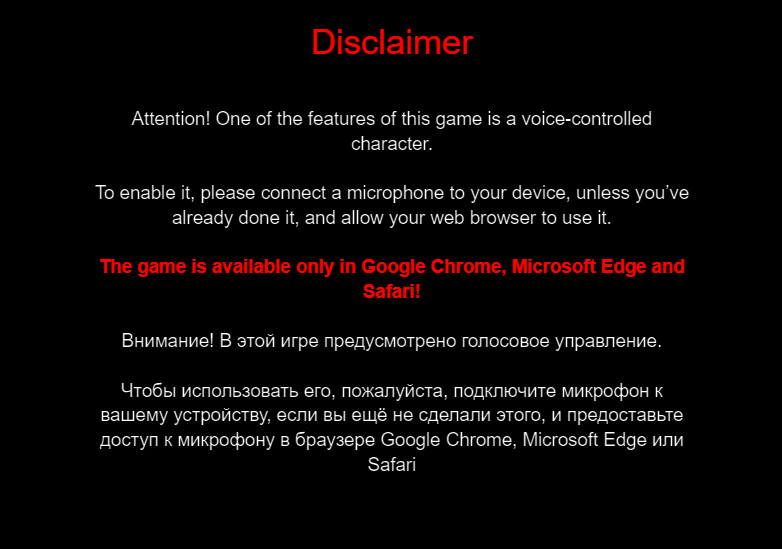 Disclaimer
Attention! One of the features of this game is a voice-controlled
character.
To enable it, please connect a microphone to your device, unless you’ve
already done it, and allow your web browser to use it.
The game is available only in Google Chrome, Microsoft Edge and
Safari!
Внимание! В этой игре предусмотрено голосовое управление.
Чтобы использовать его, пожалуйста, подключите микрофон к
вашему устройству, если вы ещё не сделали этого, и предоставьте
доступ к микрофону в браузере Google Chrome, Microsoft Edge или
Safari